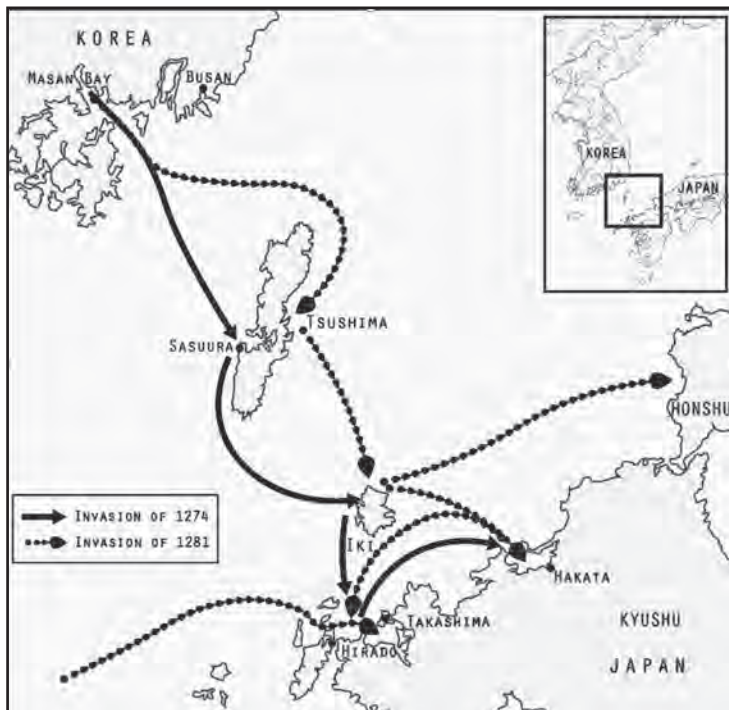 KOREA
MASAN BAY
BUSAN
KOREA
JAPAN
TSUSHIMA
SASUURA
HONSHU
INVASION OF 1274
INVASION OF 1281
IKI
HAKATA
TAKASHIMA
HIRADO
KYUSHU
JAPAN